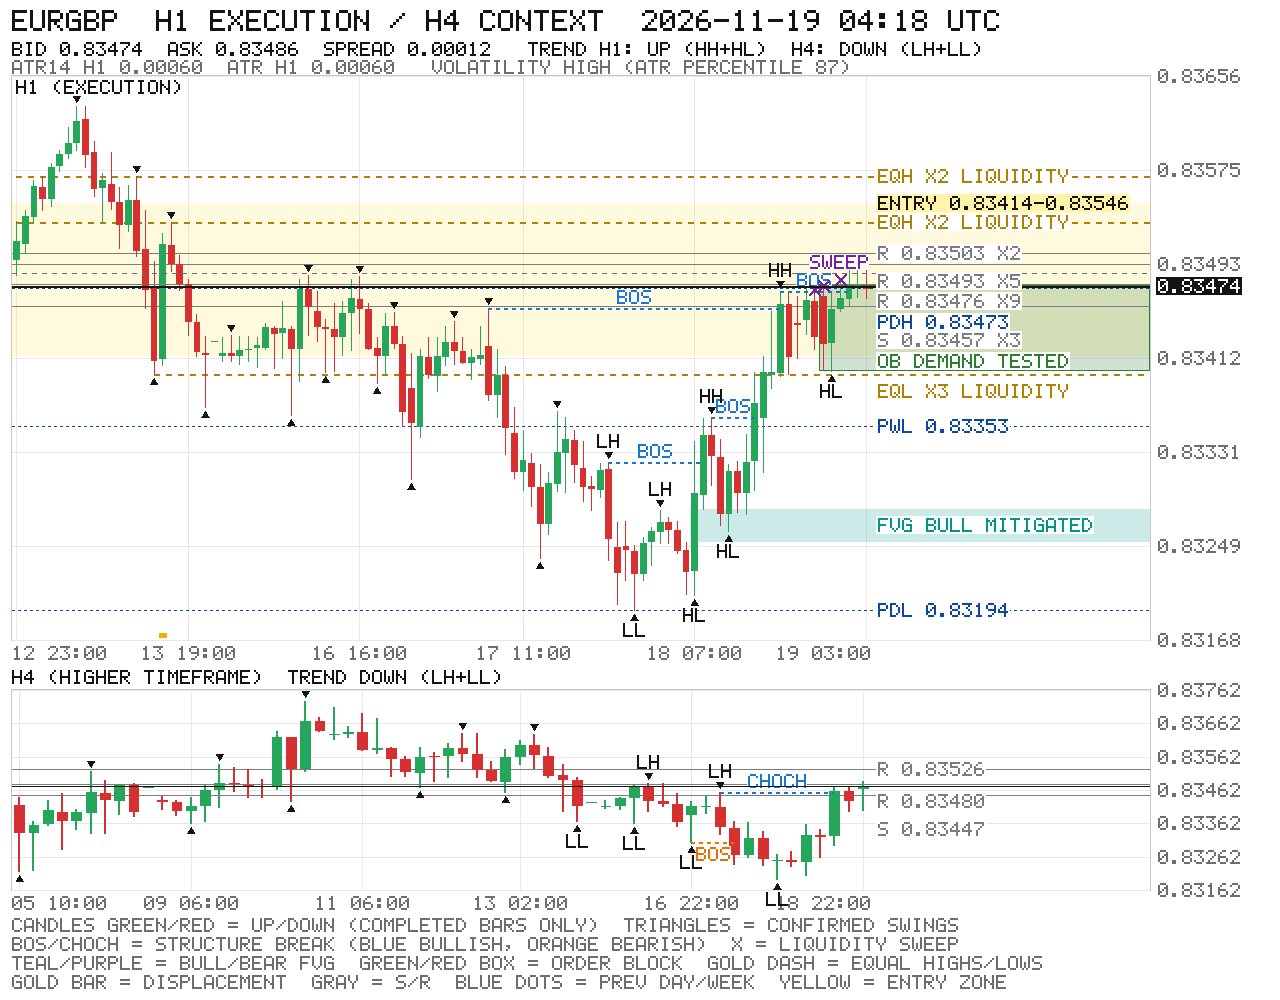 EURGBP  H1 EXECUTION / H4 CONTEXT  2026-11-19 04:18 UTC
BID 0.83474  ASK 0.83486  SPREAD 0.00012   TREND H1: UP (HH+HL)  H4: DOWN (LH+LL)
ATR14 H1 0.00060  ATR H1 0.00060   VOLATILITY HIGH (ATR PERCENTILE 87)
0.83656
H1 (EXECUTION)
0.83575
EQH X2 LIQUIDITY
ENTRY 0.83414-0.83546
EQH X2 LIQUIDITY
R 0.83503 X2
SWEEP
0.83493
HH
BOS
R 0.83493 X5
0.83474
BOS
R 0.83476 X9
PDH 0.83473
S 0.83457 X3
0.83412
OB DEMAND TESTED
HL
EQL X3 LIQUIDITY
HH
BOS
PWL 0.83353
LH
BOS
0.83331
LH
FVG BULL MITIGATED
0.83249
HL
PDL 0.83194
HL
LL
0.83168
12 23:00  13 19:00  16 16:00  17 11:00  18 07:00  19 03:00
H4 (HIGHER TIMEFRAME)  TREND DOWN (LH+LL)
0.83762
0.83662
0.83562
LH
LH
R 0.83526
CHOCH
0.83462
R 0.83480
0.83362
S 0.83447
LL
LL
LL
BOS
0.83262
LL
0.83162
05 10:00  09 06:00  11 06:00  13 02:00  16 22:00  18 22:00
CANDLES GREEN/RED = UP/DOWN (COMPLETED BARS ONLY)  TRIANGLES = CONFIRMED SWINGS
BOS/CHOCH = STRUCTURE BREAK (BLUE BULLISH, ORANGE BEARISH)  X = LIQUIDITY SWEEP
TEAL/PURPLE = BULL/BEAR FVG  GREEN/RED BOX = ORDER BLOCK  GOLD DASH = EQUAL HIGHS/LOWS
GOLD BAR = DISPLACEMENT  GRAY = S/R  BLUE DOTS = PREV DAY/WEEK  YELLOW = ENTRY ZONE